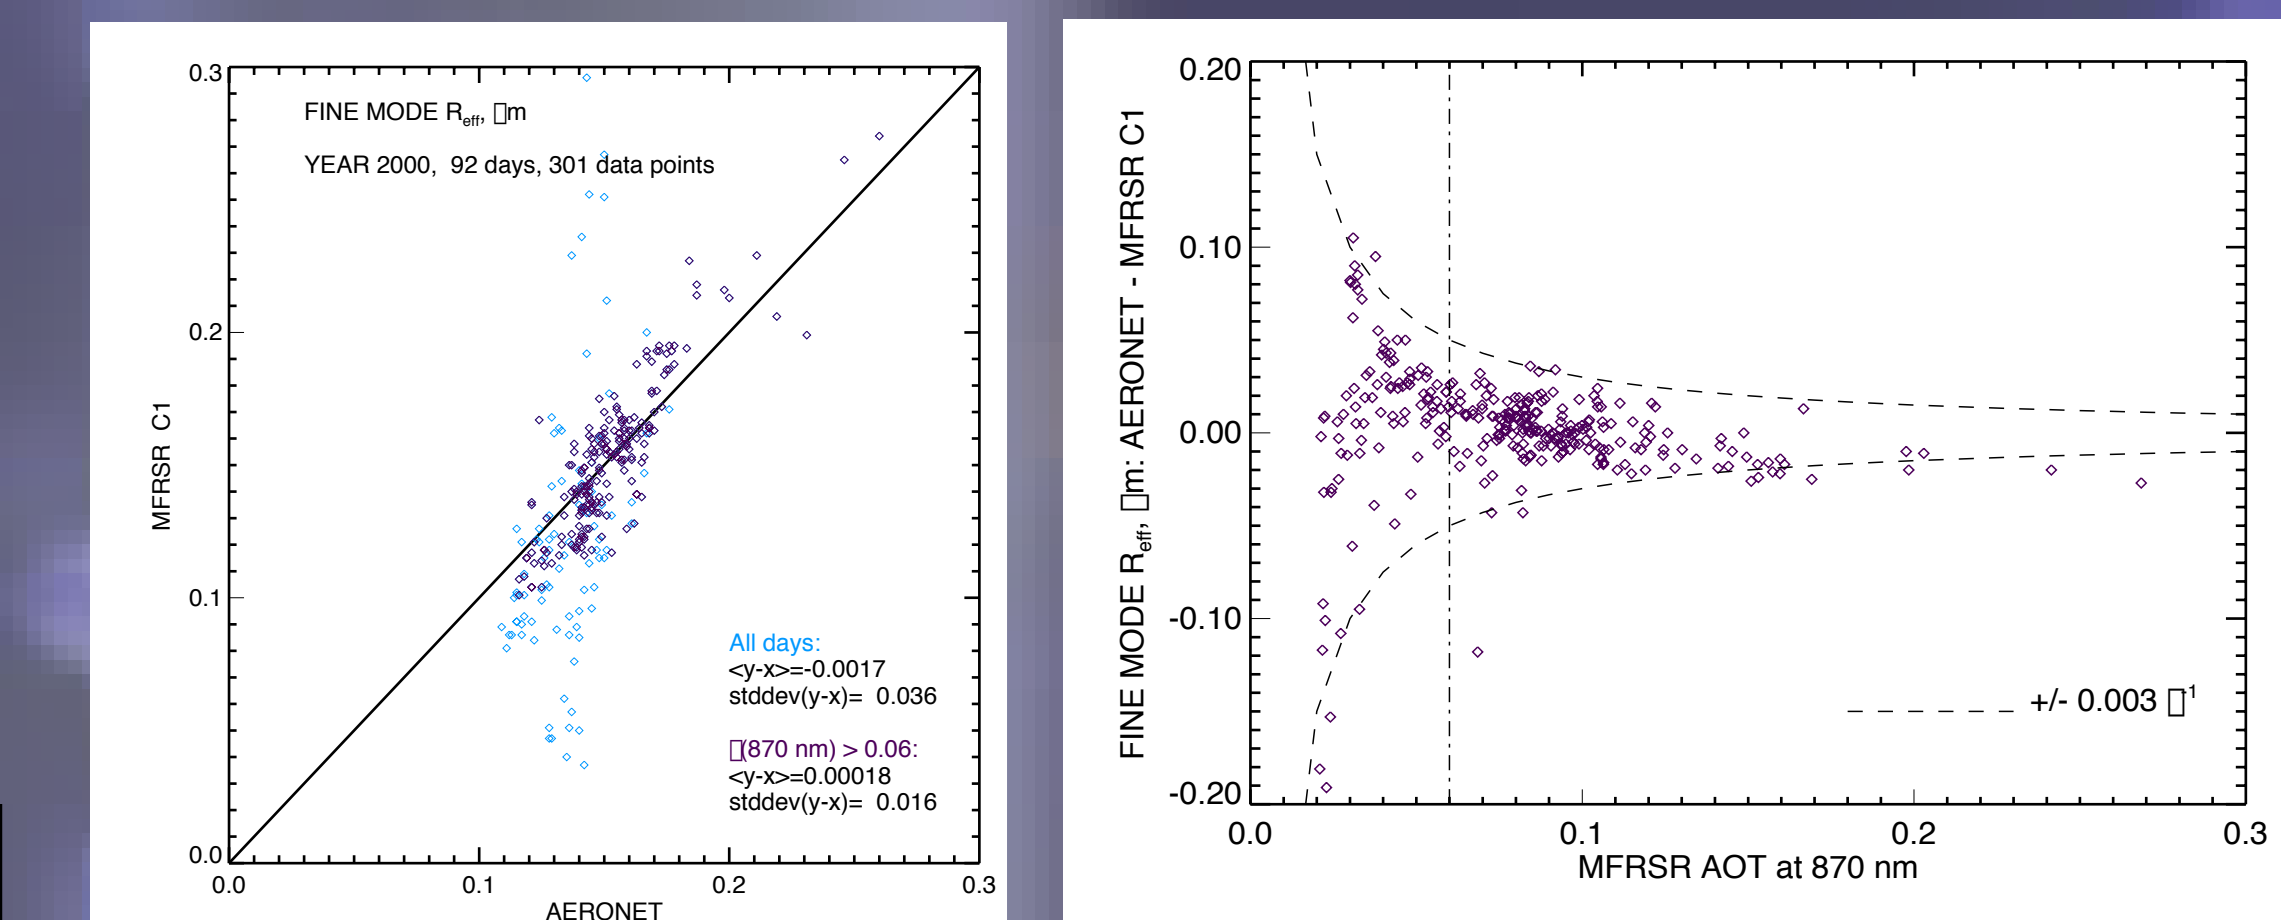 0.3
FINE MODE Reff, □m
YEAR 2000, 92 days, 301 data points
0.2
MFRSR C1
0.1
All days:
<y-x>=-0.0017
stddev(y-x)= 0.036
□(870 nm) > 0.06:
<y-x>=0.00018
stddev(y-x)= 0.016
0.0
0.0 0.1 0.2 0.3
AERONET
0.20
0.10
0.00
-0.10
-0.20
FINE MODE Reff, □m: AERONET - MFRSR C1
+/- 0.003 □-1
0.0 0.1 0.2 0.3
MFRSR AOT at 870 nm